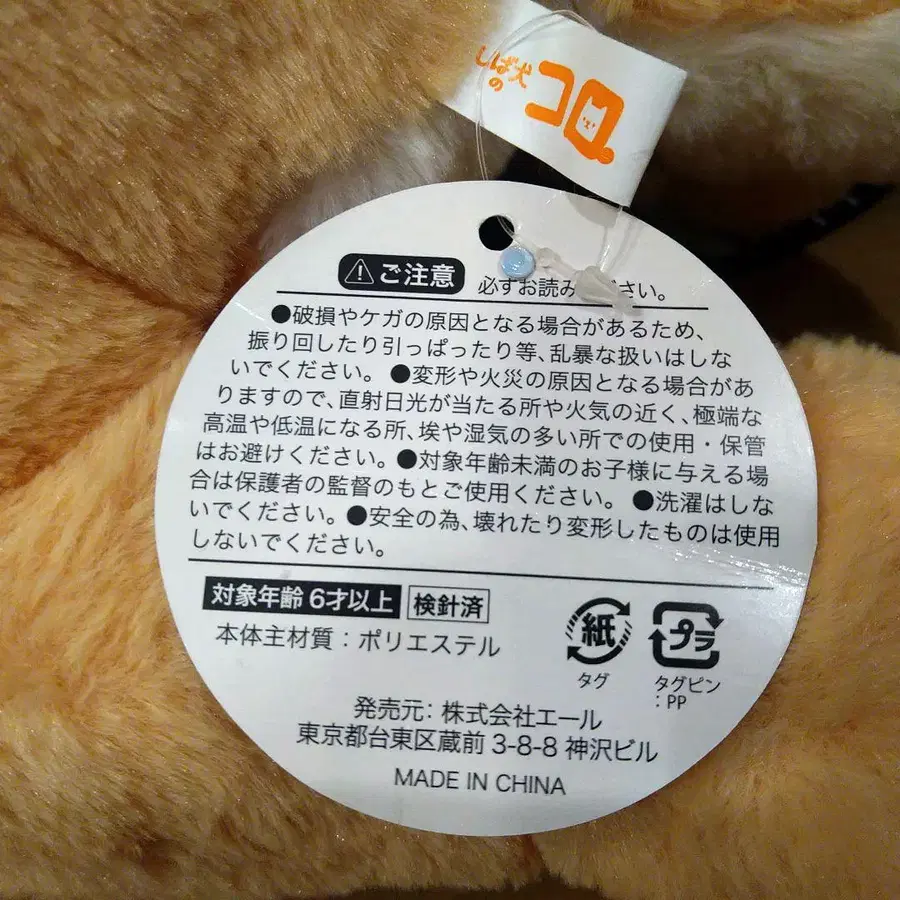 しば犬
の
コロ
ご注意 必ずお読みください。
●破損やケガの原因となる場合があるため、
振り回したり引っぱったり等、乱暴な扱いはしな
いでください。 ●変形や火災の原因となる場合があ
りますので、直射日光が当たる所や火気の近く、極端な
高温や低温になる所、埃や湿気の多い所での使用・保管
はお避けください。●対象年齢未満のお子様に与える場
合は保護者の監督のもとご使用ください。 ●洗濯はしな
いでください。●安全の為、壊れたり変形したものは使用
しないでください。
対象年齢 6才以上 検針済
本体主材質：ポリエステル
紙 プラ
タグ タグピン
:PP
発売元: 株式会社エール
東京都台東区蔵前 3-8-8 神沢ビル
MADE IN CHINA